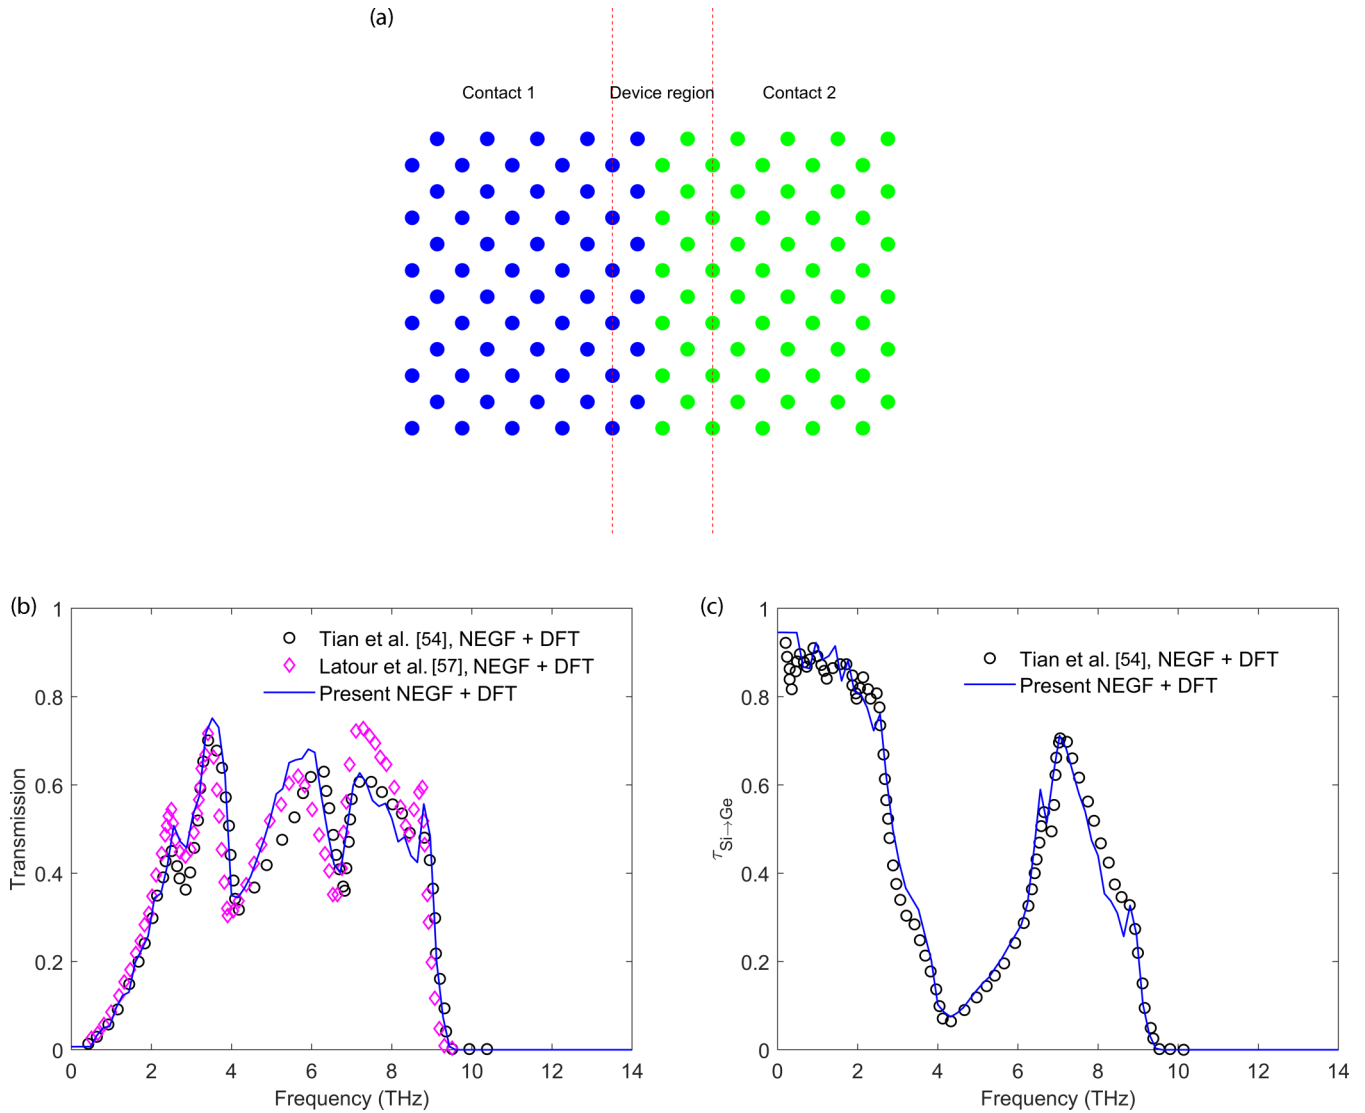 (a)
Contact 1 Device region Contact 2
(b)
1
0.8
0.6
0.4
0.2
0
Transmission
Tian et al. [54], NEGF + DFT
Latour et al. [57], NEGF + DFT
Present NEGF + DFT
0 2 4 6 8 10 12 14
Frequency (THz)
(c)
1
0.8
0.6
0.4
0.2
0
τSi→Ge
Tian et al. [54], NEGF + DFT
Present NEGF + DFT
0 2 4 6 8 10 12 14
Frequency (THz)